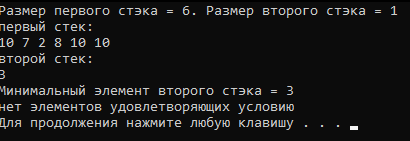 Размер первого стэка = 6. Размер второго стэка = 1
первый стек:
10 7 2 8 10 10
второй стек:
3
Минимальный элемент второго стэка = 3
нет элементов удовлетворяющих условию
Для продолжения нажмите любую клавишу . . .